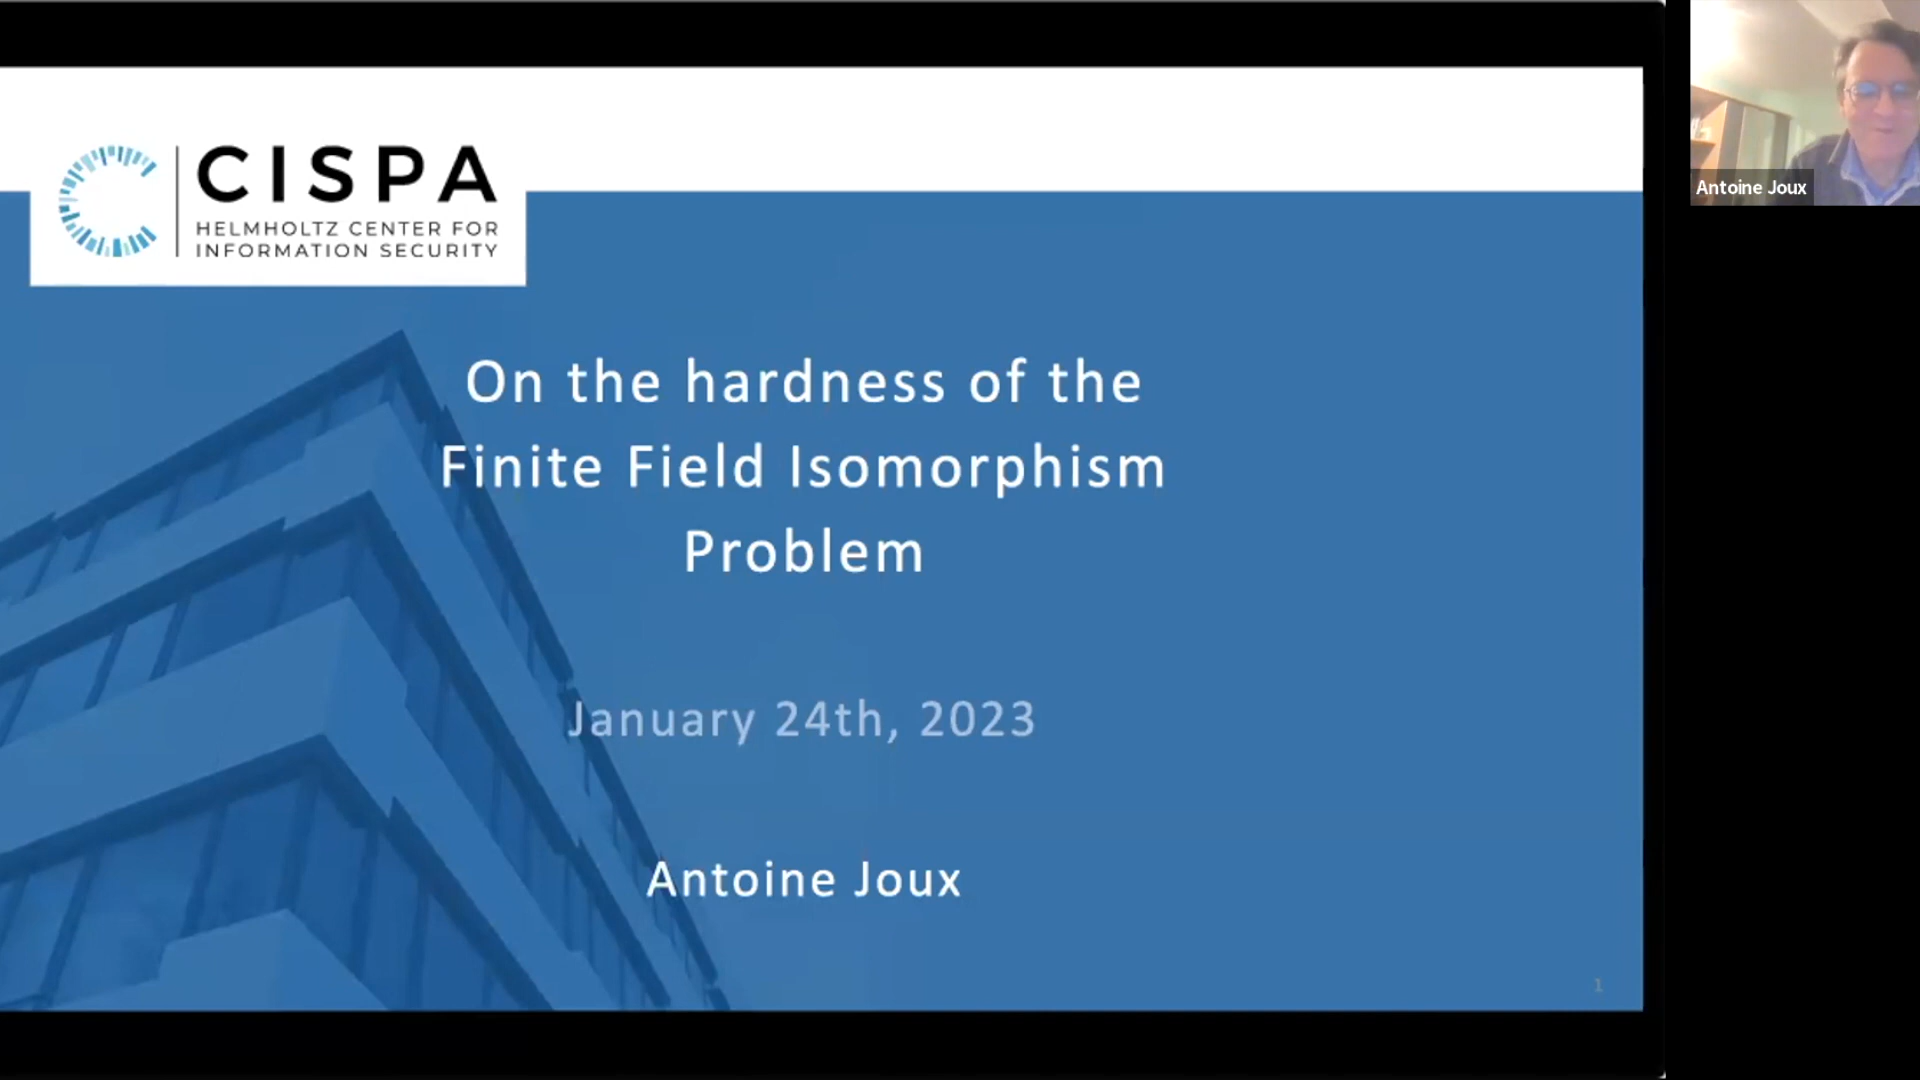 CISPA
HELMHOLTZ CENTER FOR
INFORMATION SECURITY
On the hardness of the
Finite Field Isomorphism
Problem
January 24th, 2023
Antoine Joux
1
Antoine Joux